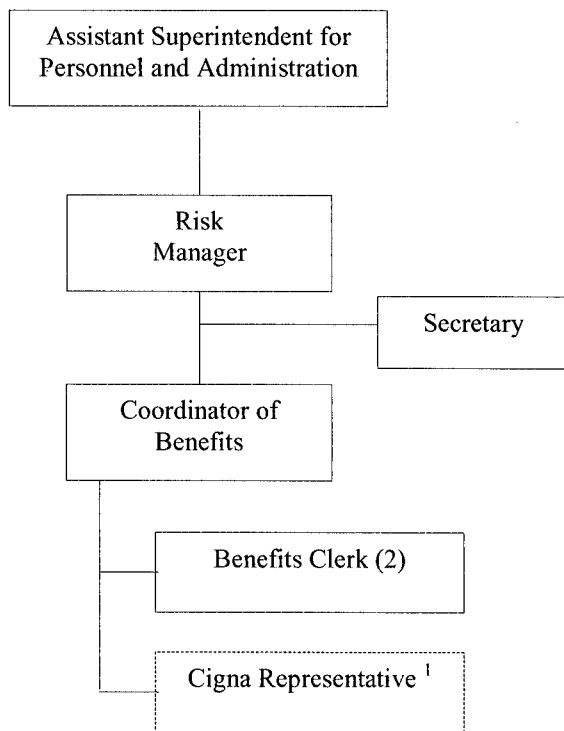 Assistant Superintendent for
Personnel and Administration
Risk
Manager
Secretary
Coordinator of
Benefits
Benefits Clerk (2)
Cigna Representative 1